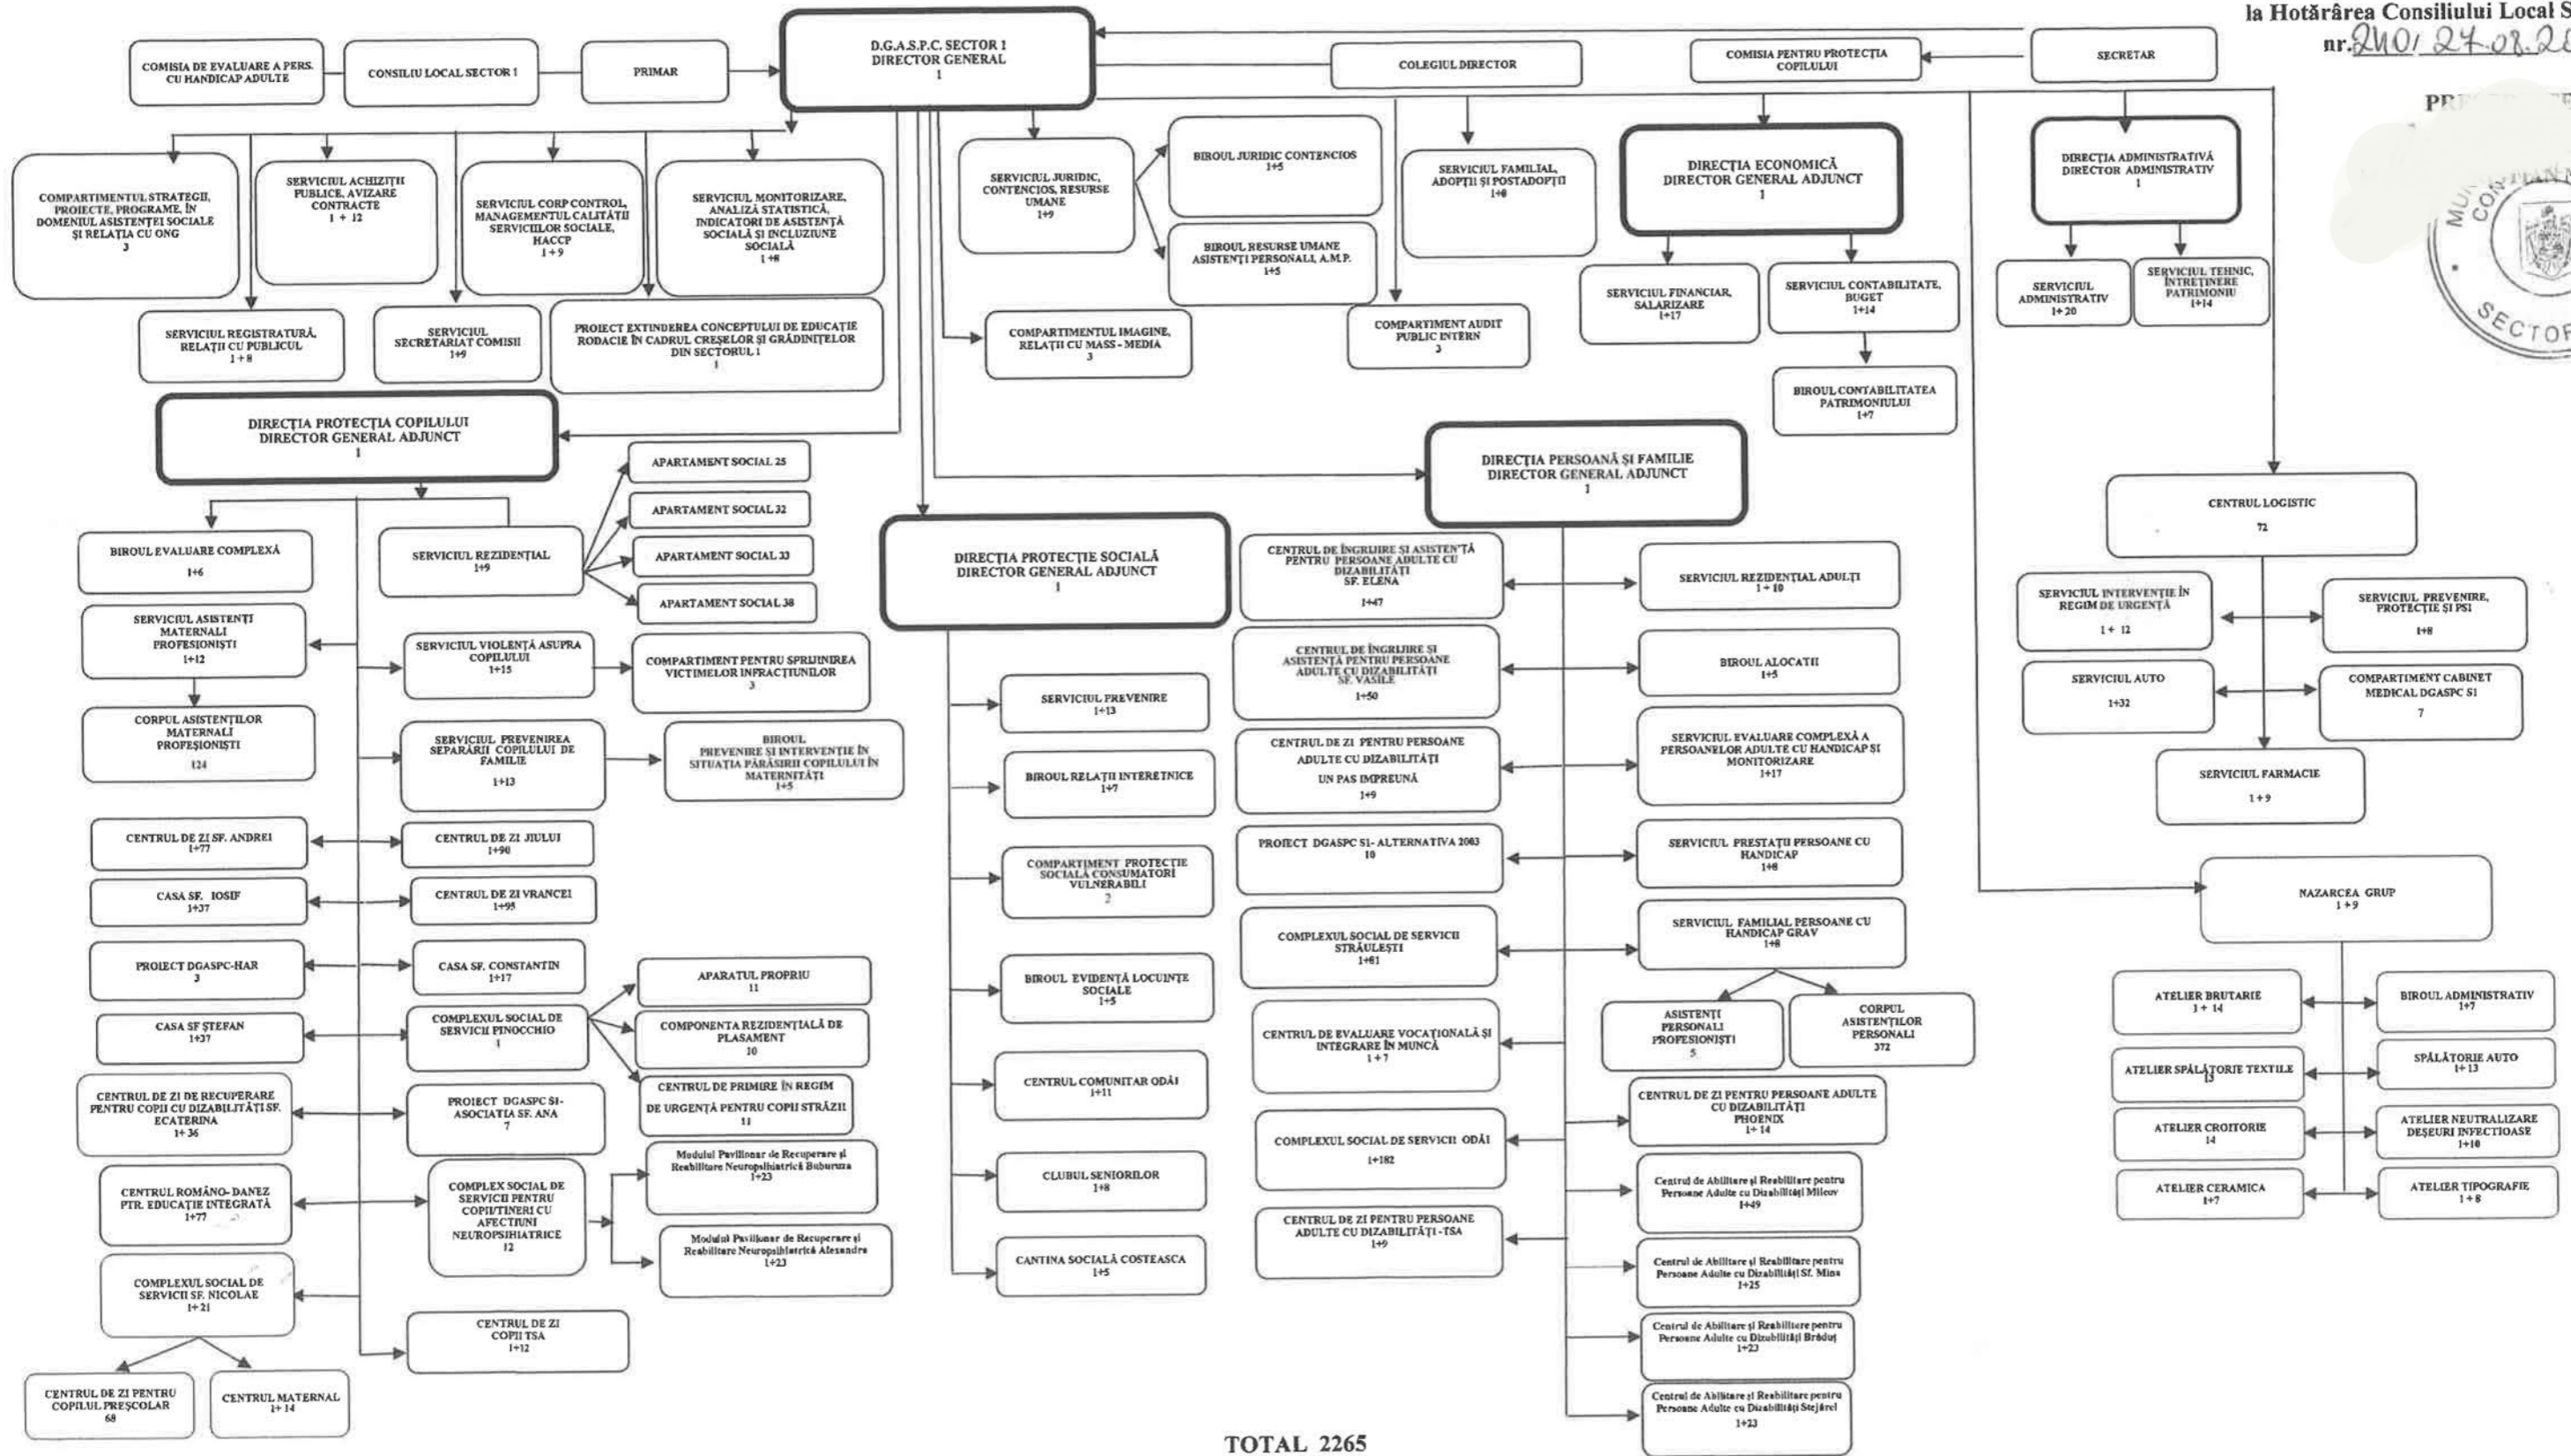 la Hotărârea Consiliului Local S
nr. 240/ 27.08.20
COMISIA DE EVALUARE A PERS.
CU HANDICAP ADULTE
CONSILIU LOCAL SECTOR 1
PRIMAR
D.G.A.S.P.C. SECTOR 1
DIRECTOR GENERAL
1
COLEGIUL DIRECTOR
COMISIA PENTRU PROTECȚIA
COPILULUI
SECRETAR
MUN
CON
SECTOR
COMPARTIMENTUL STRATEGII,
PROIECTE, PROGRAME, ÎN
DOMENIUL ASISTENȚEI SOCIALE
ȘI RELAȚIA CU ONG
3
SERVICIUL ACHIZIȚII
PUBLICE, AVIZARE
CONTRACTE
1 + 12
SERVICIUL CORP CONTROL,
MANAGEMENTUL CALITĂȚII
SERVICIILOR SOCIALE,
HACCP
1 + 9
SERVICIUL MONITORIZARE,
ANALIZĂ STATISTICĂ,
INDICATORI DE ASISTENȚĂ
SOCIALĂ ȘI INCLUZIUNE
SOCIALĂ
1 +8
SERVICIUL JURIDIC,
CONTENCIOS, RESURSE
UMANE
1+9
BIROUL JURIDIC CONTENCIOS
1+5
BIROUL RESURSE UMANE
ASISTENȚI PERSONALI, A.M.P.
1+5
SERVICIUL FAMILIAL,
ADOPȚII ȘI POSTADOPȚII
1+8
DIRECȚIA ECONOMICĂ
DIRECTOR GENERAL ADJUNCT
1
DIRECȚIA ADMINISTRATIVĂ
DIRECTOR ADMINISTRATIV
1
SERVICIUL REGISTRATURĂ,
RELAȚII CU PUBLICUL
1 + 8
SERVICIUL
SECRETARIAT COMISII
1+9
PROIECT EXTINDEREA CONCEPTULUI DE EDUCAȚIE
RODACIE ÎN CADRUL CREȘELOR ȘI GRĂDINIȚELOR
DIN SECTORUL 1
1
COMPARTIMENTUL IMAGINE,
RELAȚII CU MASS - MEDIA
3
COMPARTIMENT AUDIT
PUBLIC INTERN
3
SERVICIUL FINANCIAR,
SALARIZARE
1+17
SERVICIUL CONTABILITATE,
BUGET
1+14
BIROUL CONTABILITATEA
PATRIMONIULUI
1+7
SERVICIUL
ADMINISTRATIV
1+ 20
SERVICIUL TEHNIC,
ÎNTREȚINERE
PATRIMONIU
1+14
DIRECȚIA PROTECȚIA COPILULUI
DIRECTOR GENERAL ADJUNCT
1
BIROUL EVALUARE COMPLEXĂ
1+6
SERVICIUL REZIDENȚIAL
1+9
APARTAMENT SOCIAL 25
APARTAMENT SOCIAL 32
APARTAMENT SOCIAL 33
APARTAMENT SOCIAL 38
SERVICIUL ASISTENȚI
MATERNALI
PROFESIONIȘTI
1+12
CORPUL ASISTENȚILOR
MATERNALI
PROFESIONIȘTI
124
SERVICIUL VIOLENȚĂ ASUPRA
COPILULUI
1+15
COMPARTIMENT PENTRU SPRIJINIREA
VICTIMELOR INFRACȚIUNILOR
3
SERVICIUL PREVENIREA
SEPARĂRII COPILULUI DE
FAMILIE
1+13
BIROUL
PREVENIRE ȘI INTERVENȚIE ÎN
SITUAȚIA PĂRĂSIRII COPILULUI ÎN
MATERNITĂȚI
1+5
CENTRUL DE ZI SF. ANDREI
1+77
CENTRUL DE ZI JIULUI
1+90
CASA SF. IOSIF
1+37
CENTRUL DE ZI VRANCEI
1+95
PROIECT DGASPC-HAR
3
CASA SF. CONSTANTIN
1+17
CASA SF ȘTEFAN
1+37
COMPLEXUL SOCIAL DE
SERVICII PINOCCHIO
1
APARATUL PROPRIU
11
COMPONENTA REZIDENȚIALĂ DE
PLASAMENT
10
CENTRUL DE PRIMIRE ÎN REGIM
DE URGENȚĂ PENTRU COPIII STRĂZII
11
CENTRUL DE ZI DE RECUPERARE
PENTRU COPII CU DIZABILITĂȚI SF.
ECATERINA
1+ 36
PROIECT DGASPC S1-
ASOCIATIA SF. ANA
7
CENTRUL ROMÂNO- DANEZ
PTR. EDUCAȚIE INTEGRATĂ
1+77
COMPLEX SOCIAL DE
SERVICII PENTRU
COPII/TINERI CU
AFECȚIUNI
NEUROPSIHIATRICE
12
Modulul Pavilionar de Recuperare și
Reabilitare Neuropsihiatrică Buburuza
1+23
Modulul Pavilionar de Recuperare și
Reabilitare Neuropsihiatrică Alexandra
1+23
COMPLEXUL SOCIAL DE
SERVICII SF. NICOLAE
1+ 21
CENTRUL DE ZI
COPII TSA
1+12
CENTRUL DE ZI PENTRU
COPILUL PREȘCOLAR
68
CENTRUL MATERNAL
1+ 14
DIRECȚIA PROTECȚIE SOCIALĂ
DIRECTOR GENERAL ADJUNCT
1
SERVICIUL PREVENIRE
1+13
BIROUL RELAȚII INTERETNICE
1+7
COMPARTIMENT PROTECȚIE
SOCIALĂ CONSUMATORI
VULNERABILI
2
BIROUL EVIDENȚĂ LOCUINȚE
SOCIALE
1+5
CENTRUL COMUNITAR ODĂI
1+11
CLUBUL SENIORILOR
1+8
CANTINA SOCIALĂ COSTEASCA
1+5
DIRECȚIA PERSOANĂ ȘI FAMILIE
DIRECTOR GENERAL ADJUNCT
1
CENTRUL DE ÎNGRIJIRE ȘI ASISTENȚĂ
PENTRU PERSOANE ADULTE CU
DIZABILITĂȚI
SF. ELENA
1+47
SERVICIUL REZIDENȚIAL ADULȚI
1 + 10
CENTRUL DE ÎNGRIJIRE ȘI
ASISTENȚĂ PENTRU PERSOANE
ADULTE CU DIZABILITĂȚI
SF. VASILE
1+50
BIROUL ALOCATII
1+5
CENTRUL DE ZI PENTRU PERSOANE
ADULTE CU DIZABILITĂȚI
UN PAS IMPREUNĂ
1+9
SERVICIUL EVALUARE COMPLEXĂ A
PERSOANELOR ADULTE CU HANDICAP ȘI
MONITORIZARE
1+17
PROIECT DGASPC S1- ALTERNATIVA 2003
10
SERVICIUL PRESTAȚII PERSOANE CU
HANDICAP
1+8
COMPLEXUL SOCIAL DE SERVICII
STRĂULEȘTI
1+81
SERVICIUL FAMILIAL PERSOANE CU
HANDICAP GRAV
1+8
ASISTENȚI
PERSONALI
PROFESIONIȘTI
5
CORPUL
ASISTENȚILOR
PERSONALI
372
CENTRUL DE EVALUARE VOCAȚIONALĂ ȘI
INTEGRARE ÎN MUNCĂ
1 + 7
CENTRUL DE ZI PENTRU PERSOANE ADULTE
CU DIZABILITĂȚI
PHOENIX
1+ 14
COMPLEXUL SOCIAL DE SERVICII ODĂI
1+182
Centrul de Abilitare și Reabilitare pentru
Persoane Adulte cu Dizabilități Milcov
1+49
CENTRUL DE ZI PENTRU PERSOANE
ADULTE CU DIZABILITĂȚI -TSA
1+9
Centrul de Abilitare și Reabilitare pentru
Persoane Adulte cu Dizabilități Sf. Mina
1+25
Centrul de Abilitare și Reabilitare pentru
Persoane Adulte cu Dizabilități Brăduț
1+23
Centrul de Abilitare și Reabilitare pentru
Persoane Adulte cu Dizabilități Stejărel
1+23
CENTRUL LOGISTIC
72
SERVICIUL INTERVENȚIE ÎN
REGIM DE URGENȚĂ
1 + 12
SERVICIUL PREVENIRE,
PROTECȚIE ȘI PSI
1+8
SERVICIUL AUTO
1+32
COMPARTIMENT CABINET
MEDICAL DGASPC S1
7
SERVICIUL FARMACIE
1 + 9
NAZARCEA GRUP
1 + 9
ATELIER BRUTARIE
1 + 14
BIROUL ADMINISTRATIV
1+7
ATELIER SPĂLĂTORIE TEXTILE
13
SPĂLĂTORIE AUTO
1+ 13
ATELIER CROITORIE
14
ATELIER NEUTRALIZARE
DEȘEURI INFECTIOASE
1+10
ATELIER CERAMICA
1+7
ATELIER TIPOGRAFIE
1 + 8
TOTAL 2265